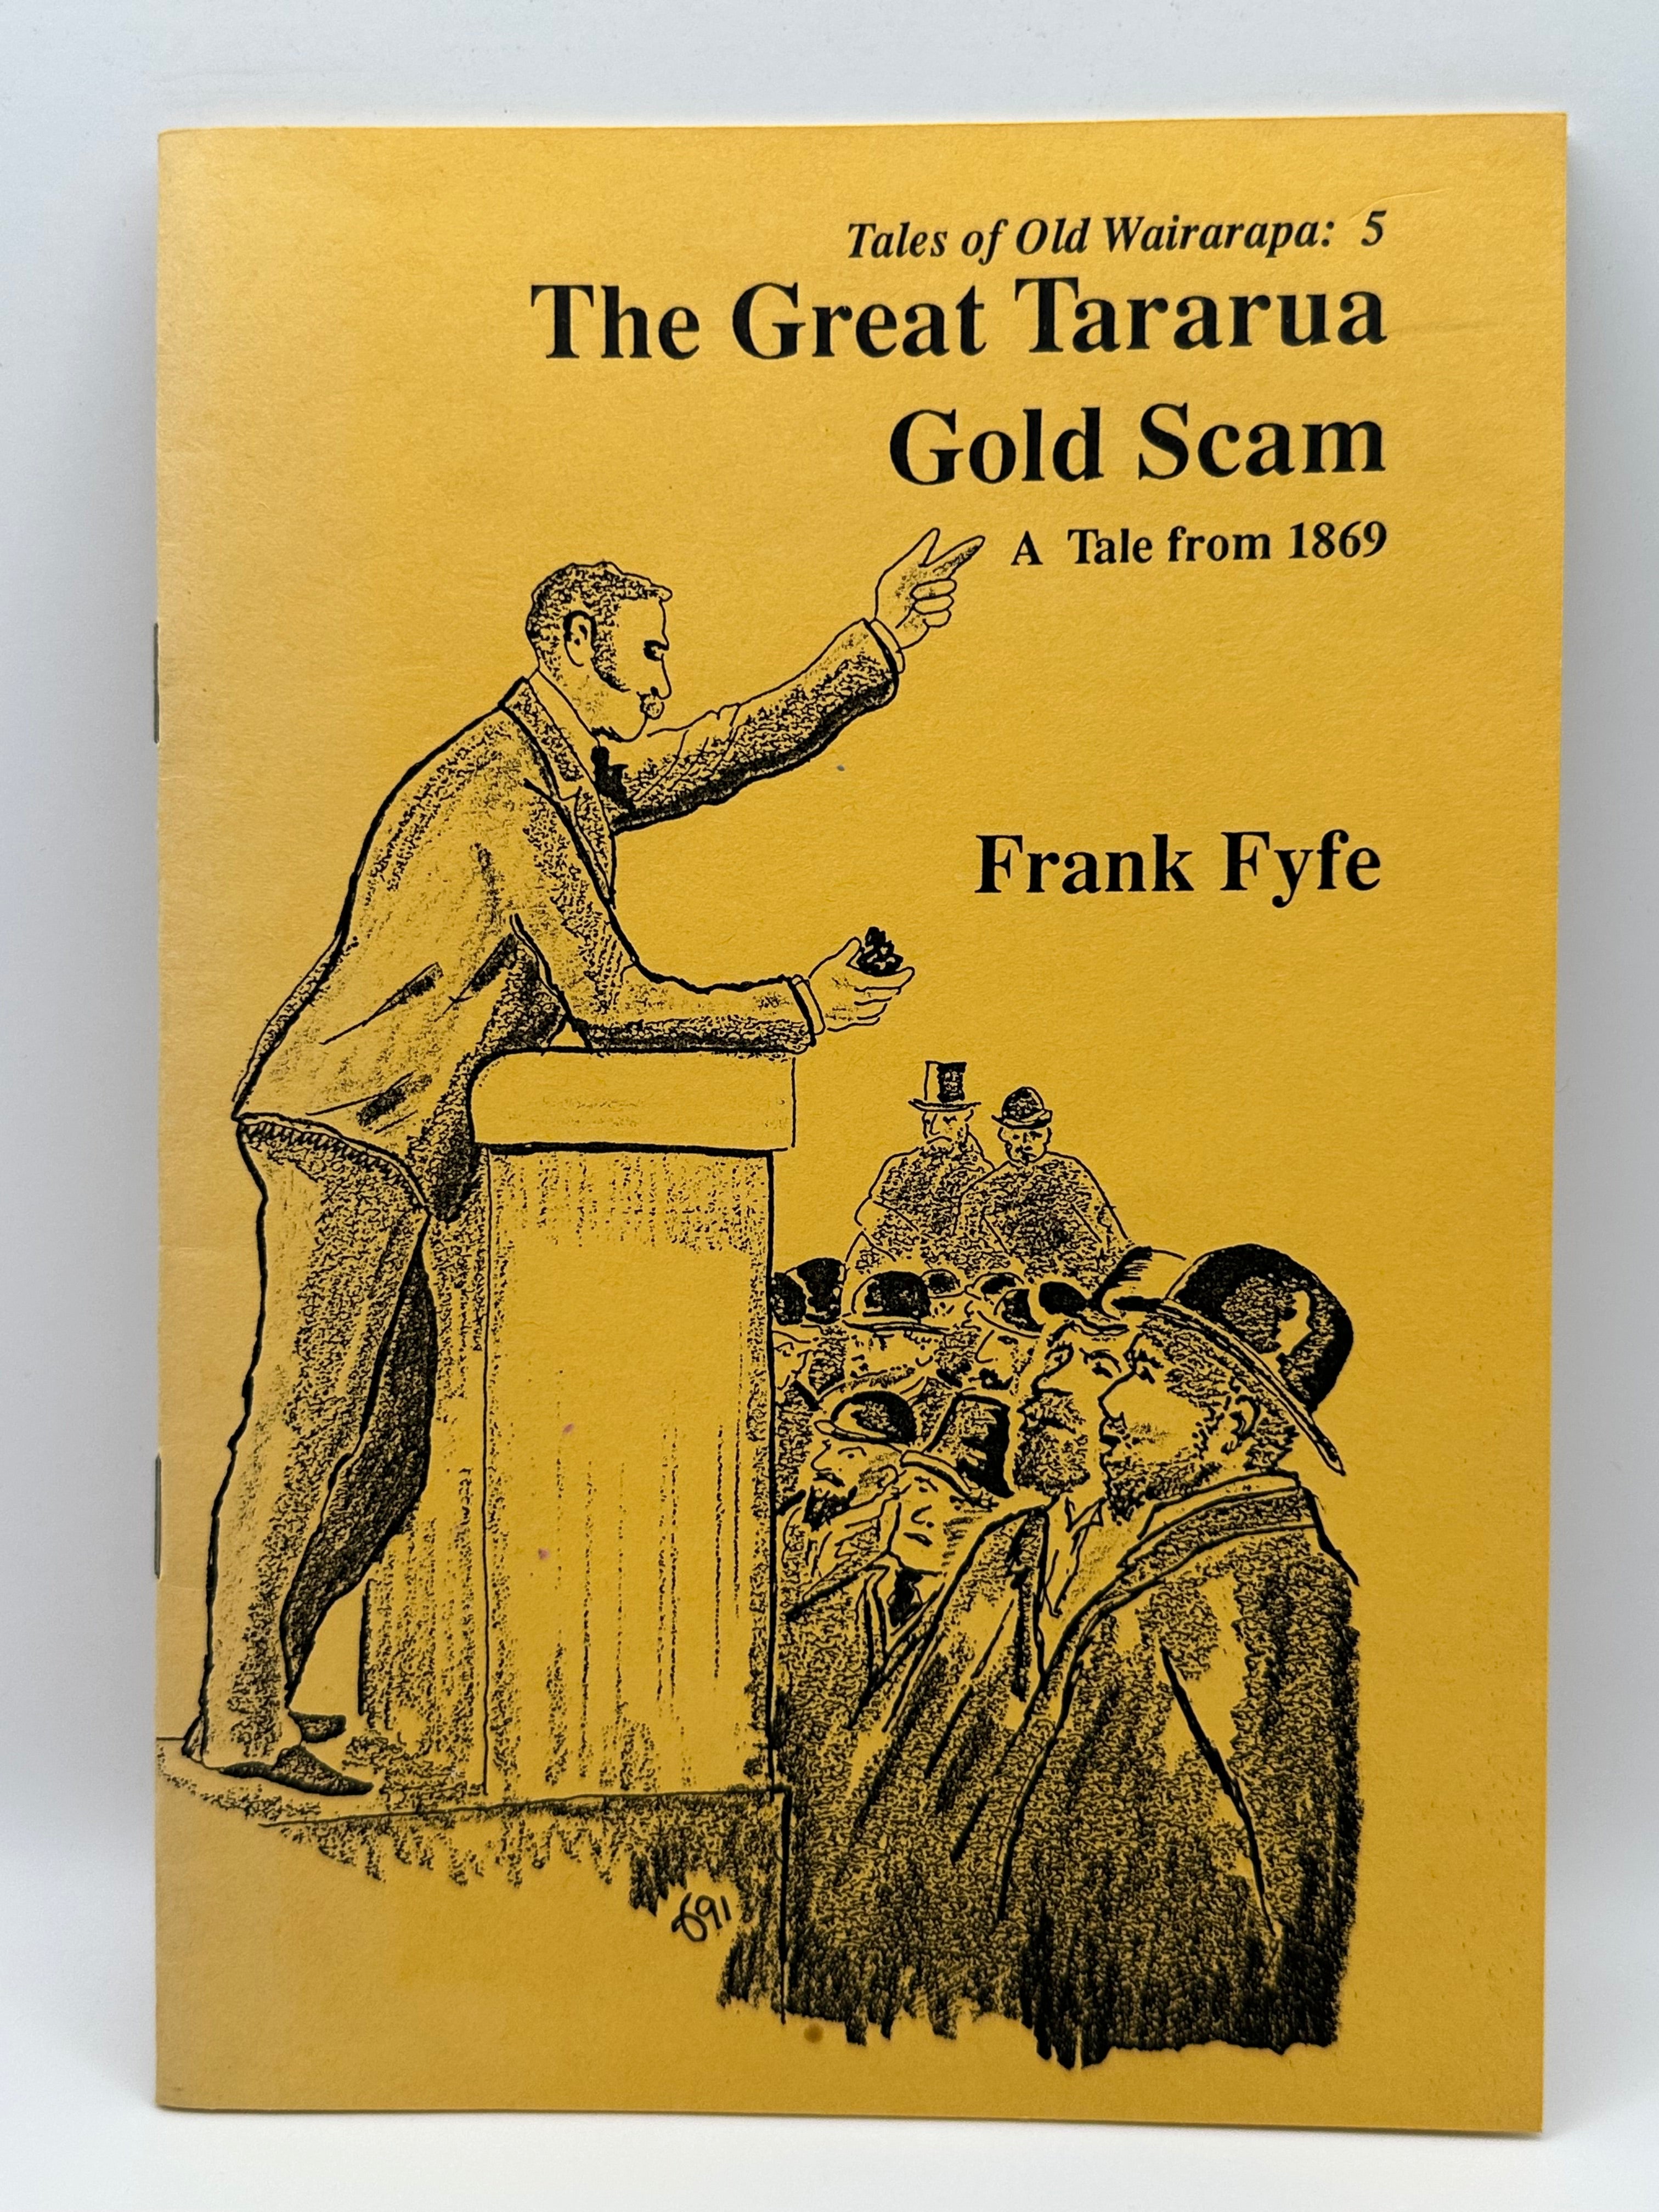 Tales of Old Wairarapa: 5
The Great Tararua
Gold Scam
A Tale from 1869
Frank Fyfe